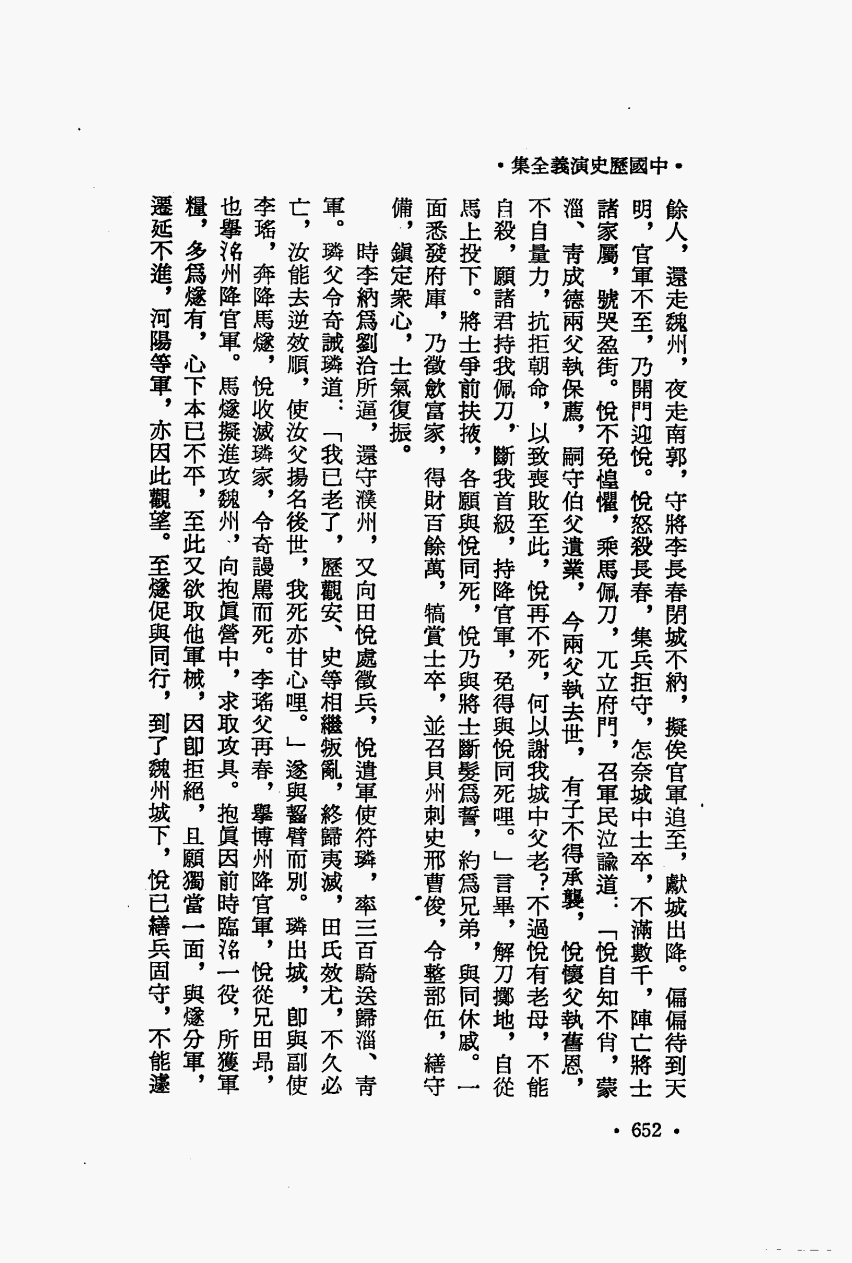 •中國歷史演義全集•
餘人，還走魏州，夜走南郭，守將李長春閉城不納，擬俟官軍追至，獻城出降。偏偏待到天
明，官軍不至，乃開門迎悅。悅怒殺長春，集兵拒守，怎奈城中士卒，不滿數千，陣亡將士
諸家屬，號哭盈街。悅不免惶懼，乘馬佩刀，兀立府門，召軍民泣諭道：「悅自知不肖，蒙
淄、靑成德兩父執保薦，嗣守伯父遺業，今兩父執去世，有子不得承襲，悅懷父執舊恩，
不自量力，抗拒朝命，以致喪敗至此，悅再不死，何以謝我城中父老？不過悅有老母，不能
自殺，願諸君持我佩刀，斷我首級，持降官軍，免得與悅同死哩。」言畢，解刀擲地，自從
馬上投下。將士爭前扶掖，各願與悅同死，悅乃與將士斷髮爲誓，約爲兄弟，與同休戚。一
面悉發府庫，乃徵斂富家，得財百餘萬，犒賞士卒，並召貝州刺史邢曹俊，令整部伍，繕守
備，鎭定衆心，士氣復振。
時李納爲劉洽所逼，還守濮州，又向田悅處徵兵，悅遣軍使符璘，率三百騎送歸淄、靑
軍。璘父令奇誡璘道：「我已老了，歷觀安、史等相繼叛亂，終歸夷滅，田氏效尤，不久必
亡，汝能去逆效順，使汝父揚名後世，我死亦甘心哩。」遂與齧臂而別。璘出城，卽與副使
李瑤，奔降馬燧，悅收滅璘家，令奇謾駡而死。李瑤父再春，擧博州降官軍，悅從兄田昂，
也擧洺州降官軍。馬燧擬進攻魏州，向抱眞營中，求取攻具。抱眞因前時臨洺一役，所獲軍
糧，多爲燧有，心下本已不平，至此又欲取他軍械，因卽拒絕，且願獨當一面，與燧分軍，
遷延不進，河陽等軍，亦因此觀望。至燧促與同行，到了魏州城下，悅已繕兵固守，不能遽
•652•